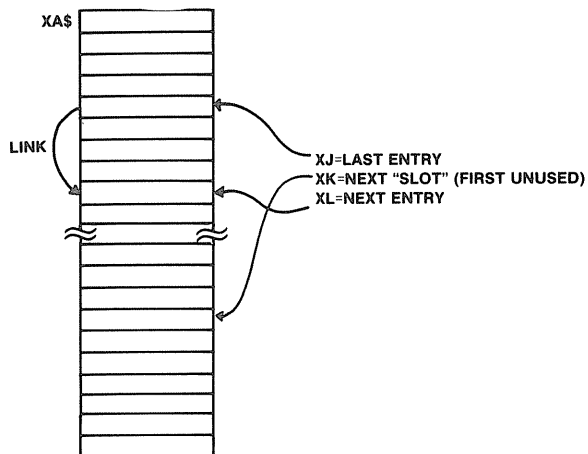 XA$
LINK
XJ=LAST ENTRY
XK=NEXT "SLOT" (FIRST UNUSED)
XL=NEXT ENTRY